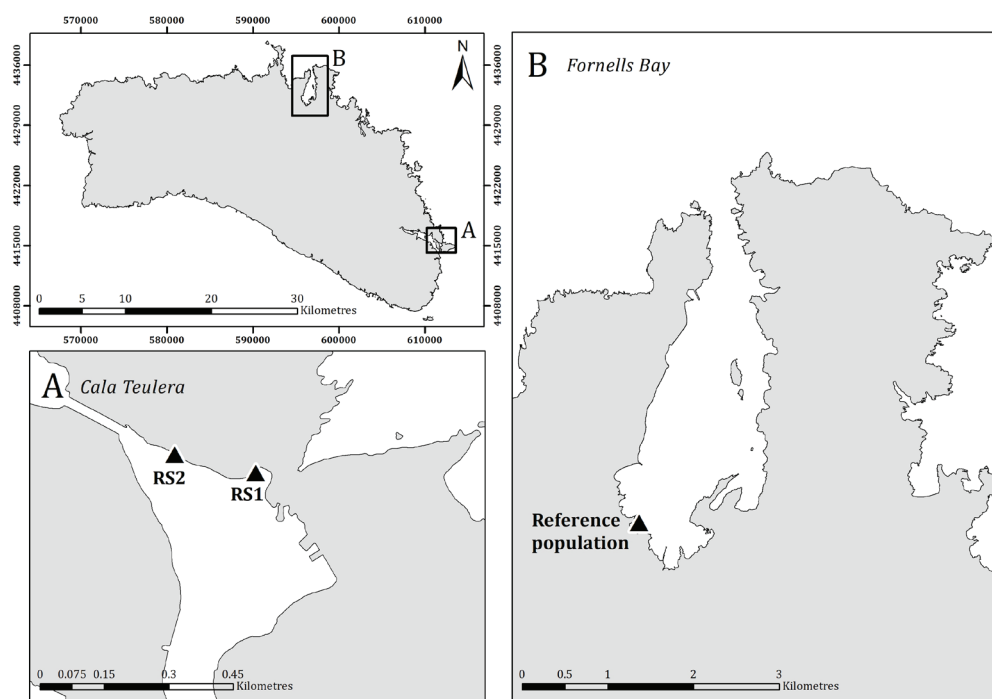 570000 580000 590000 600000 610000
4436000 4429000 4422000 4415000 4408000
B
N
A
4436000 4429000 4422000 4415000 4408000
0 5 10 20 30
Kilometres
570000 580000 590000 600000 610000
A Cala Teulera
RS2
RS1
0 0.075 0.15 0.3 0.45
Kilometres
B Fornells Bay
Reference
population
0 0.5 1 2 3
Kilometres